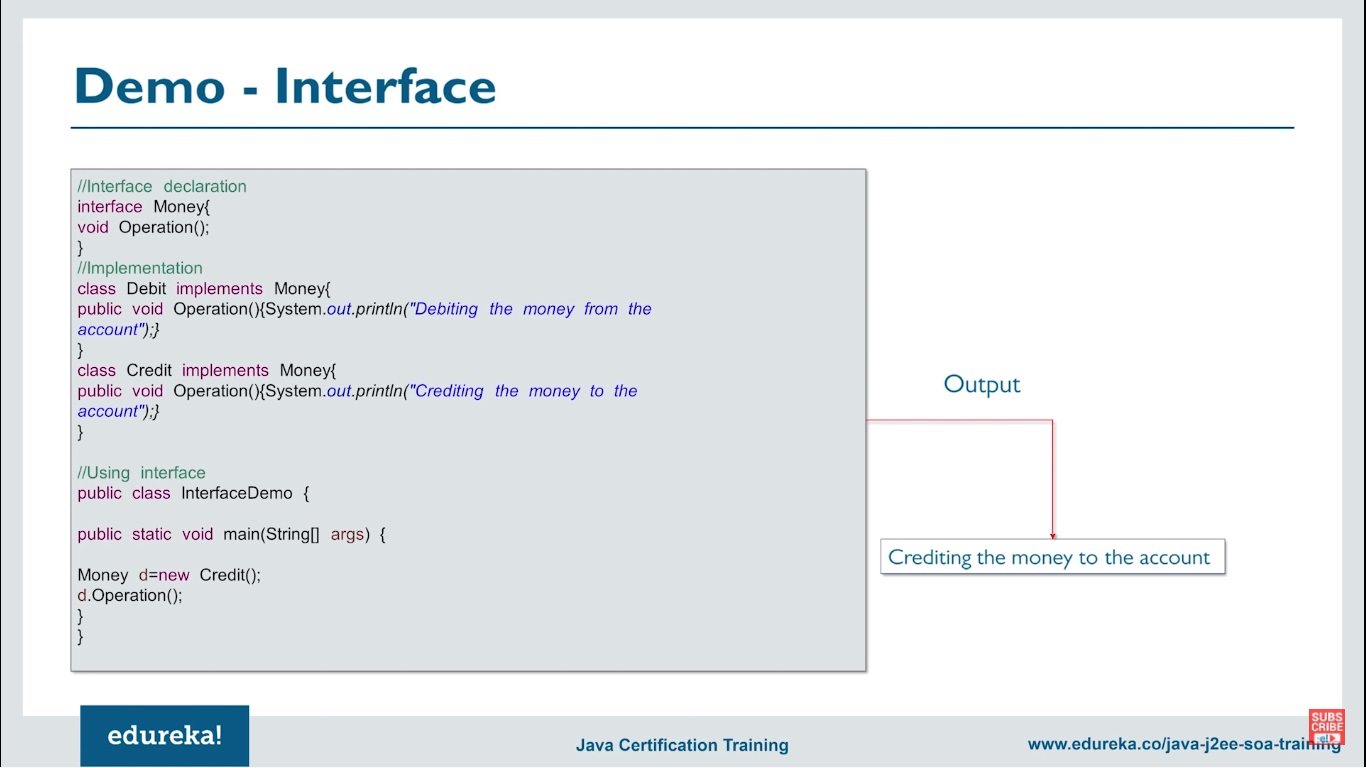 Demo - Interface
//Interface declaration
interface Money{
void Operation();
}
//Implementation
class Debit implements Money{
public void Operation(){System.out.println("Debiting the money from the
account");}
}
class Credit implements Money{
public void Operation(){System.out.println("Crediting the money to the
account");}
}
//Using interface
public class InterfaceDemo {
public static void main(String[] args) {
Money d=new Credit();
d.Operation();
}
}
Output
Crediting the money to the account
edureka!
Java Certification Training
www.edureka.co/java-j2ee-soa-training
SUBS
CRIBE